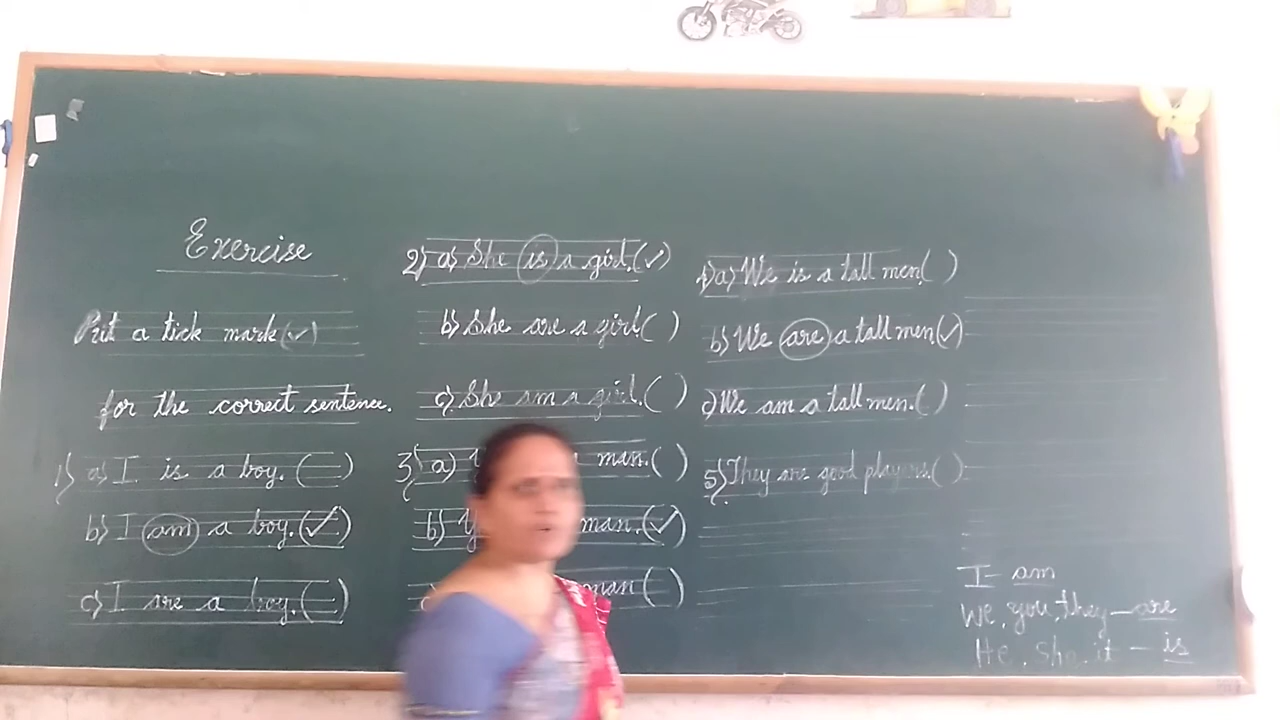 Exercise
Put a tick mark (✓)
for the correct sentence.
1) a) I is a boy. ( )
b) I am a boy. (✓)
c) I are a boy. ( )
2) a) She is a girl. (✓)
b) She are a girl ( )
c) She am a girl. ( )
3) a) man. ( )
b) man. (✓)
man ( )
a) We is a tall men ( )
b) We are a tall men (✓)
c) We am a tall men. ( )
5) They are good players. ( )
I - am
We, you, they - are
He, she, it - is